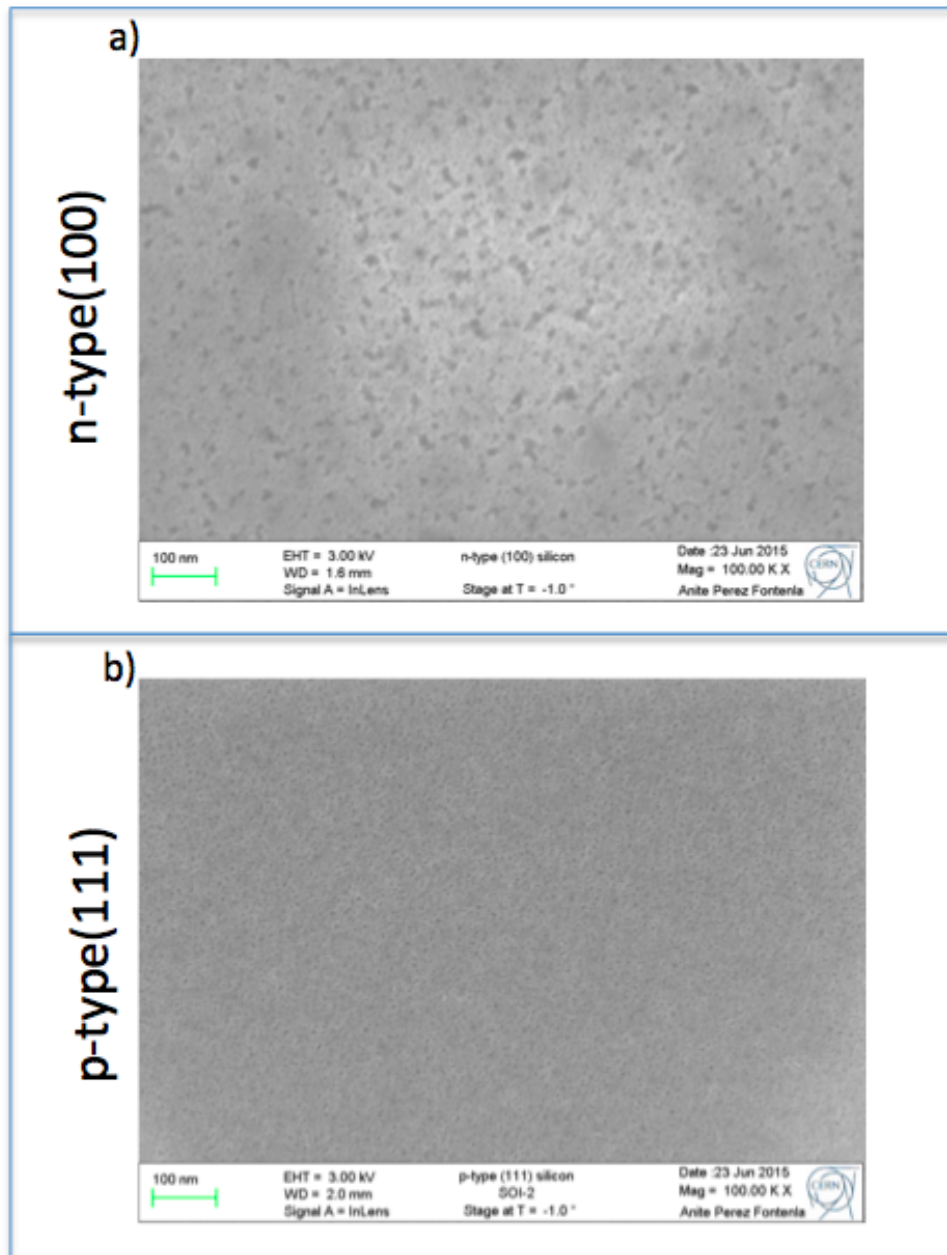 a)
n-type(100)
100 nm
EHT = 3.00 kV
WD = 1.6 mm
Signal A = InLens
n-type (100) silicon
Stage at T = -1.0 °
Date :23 Jun 2015
Mag = 100.00 K X
Anite Perez Fontenla
CERN
b)
p-type(111)
100 nm
EHT = 3.00 kV
WD = 2.0 mm
Signal A = InLens
p-type (111) silicon
SOI-2
Stage at T = -1.0 °
Date :23 Jun 2015
Mag = 100.00 K X
Anite Perez Fontenla
CERN